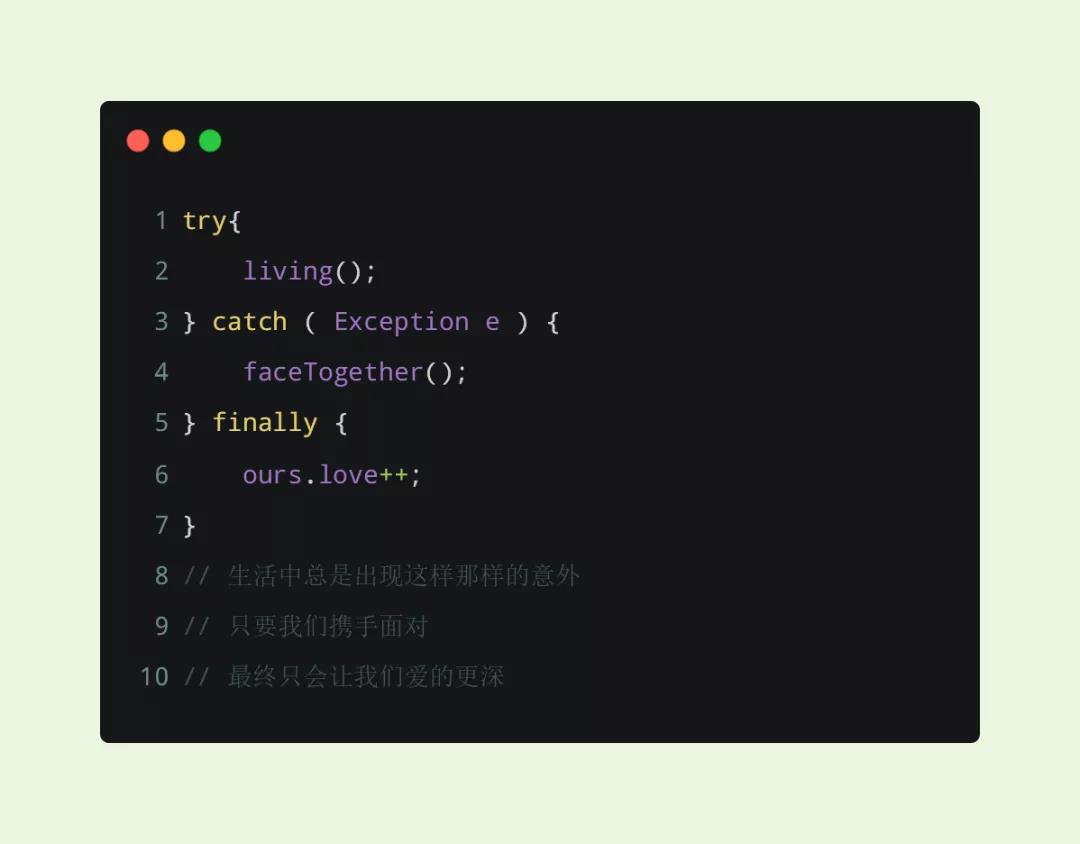 1 try{
2     living();
3 } catch ( Exception e ) {
4     faceTogether();
5 } finally {
6     ours.love++;
7 }
8 // 生活中总是出现这样那样的意外
9 // 只要我们携手面对
10 // 最终只会让我们爱的更深